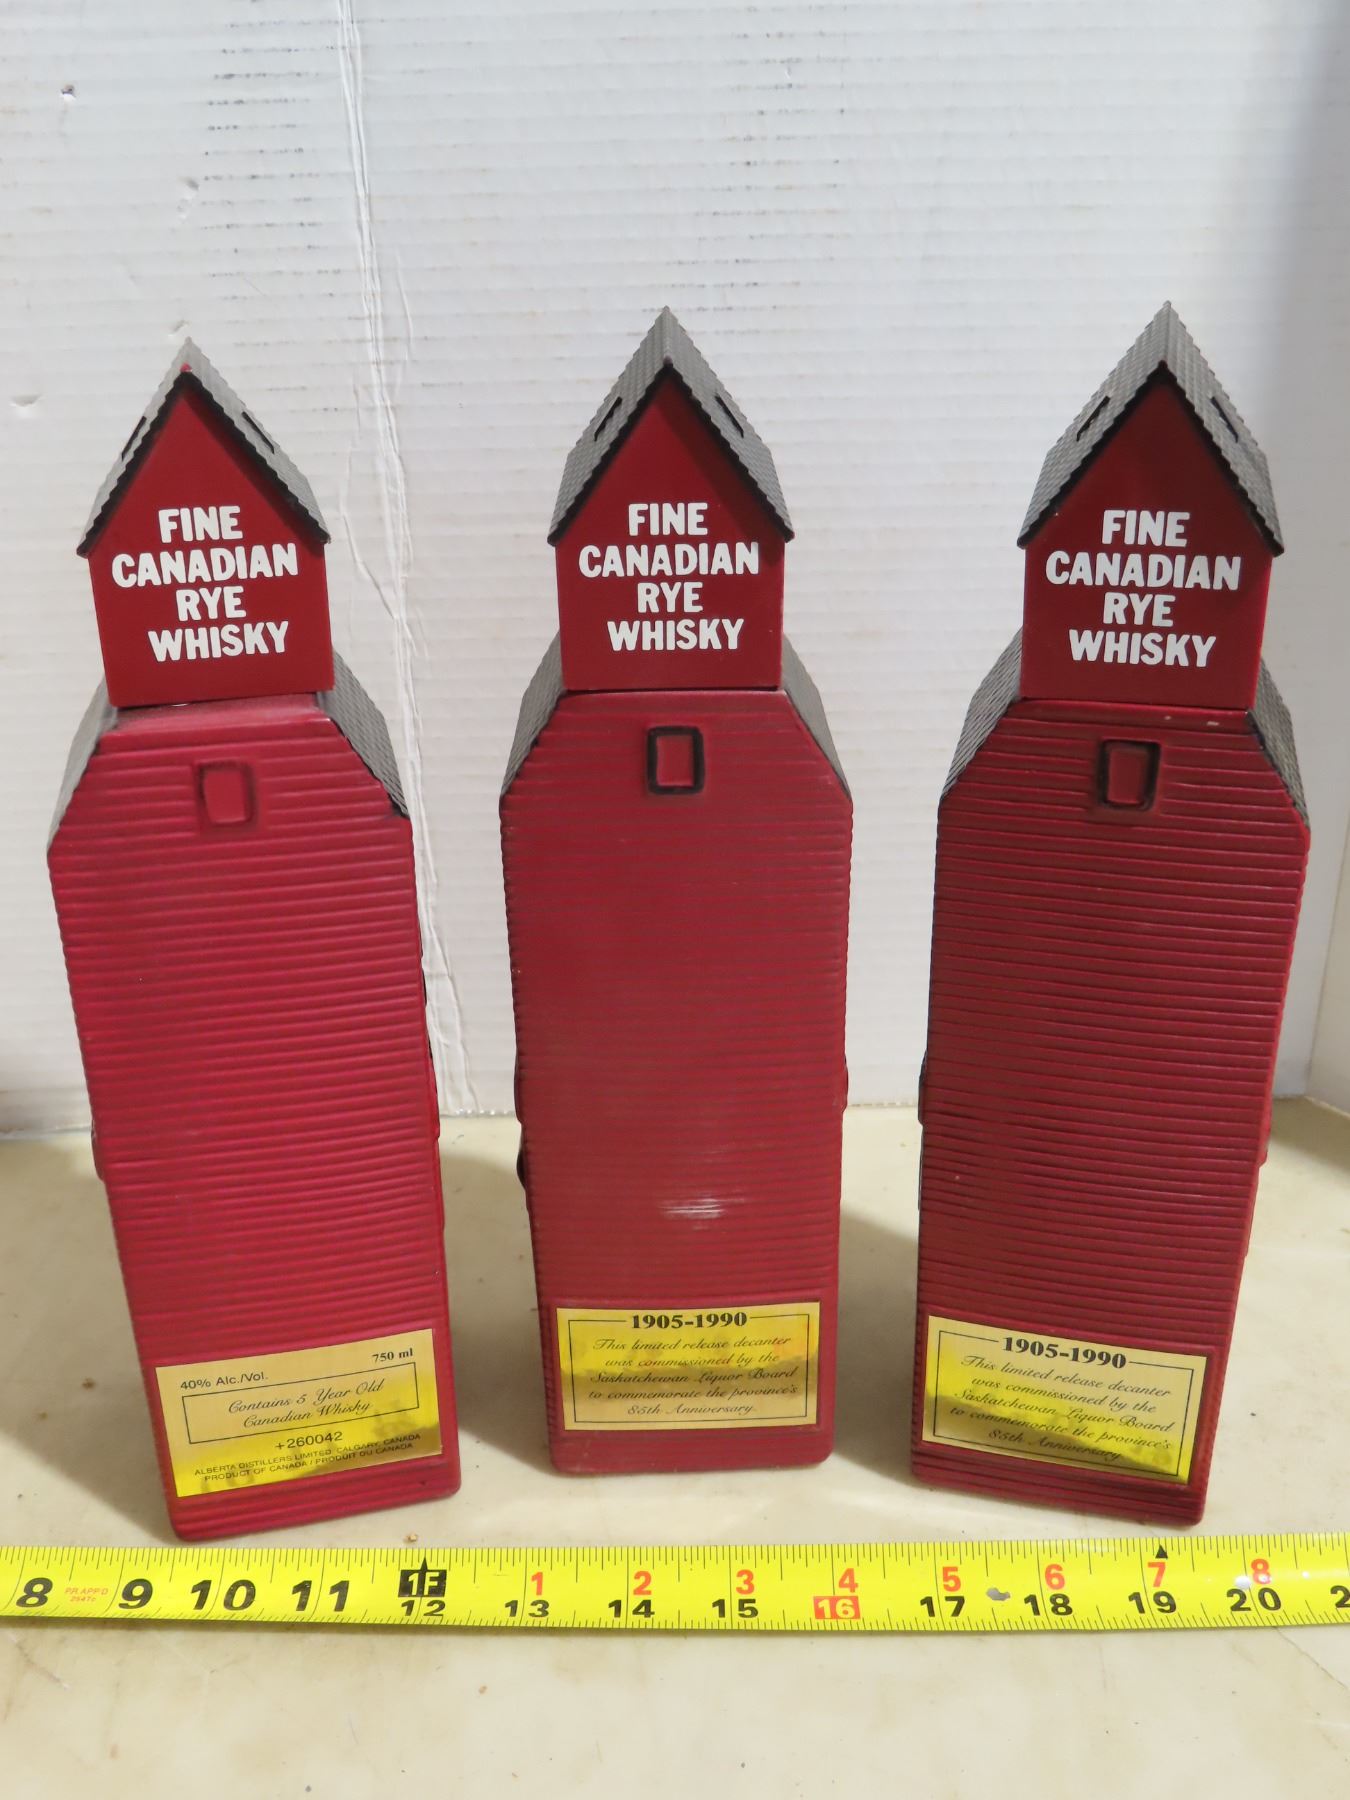 FINE
CANADIAN
RYE
WHISKY
FINE
CANADIAN
RYE
WHISKY
FINE
CANADIAN
RYE
WHISKY
40% Alc./Vol. 750 ml
Contains 5 Year Old
Canadian Whisky
+260042
ALBERTA DISTILLERS LIMITED, CALGARY, CANADA
PRODUCT OF CANADA / PRODUIT DU CANADA
1905-1990
This limited release decanter
was commissioned by the
Saskatchewan Liquor Board
to commemorate the province's
85th Anniversary.
1905-1990
This limited release decanter
was commissioned by the
Saskatchewan Liquor Board
to commemorate the province's
85th Anniversary.
1F 1 2 3 4 5 6 7 8
8 9 10 11 12 13 14 15 16 17 18 19 20